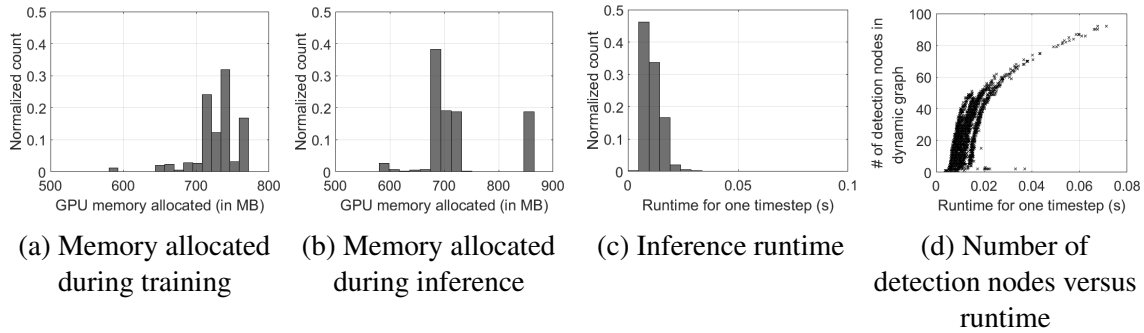 0.5
0.4
0.3
0.2
0.1
0
Normalized count
500 600 700 800
GPU memory allocated (in MB)
(a) Memory allocated
during training
0.5
0.4
0.3
0.2
0.1
0
Normalized count
500 600 700 800 900
GPU memory allocated (in MB)
(b) Memory allocated
during inference
0.5
0.4
0.3
0.2
0.1
0
Normalized count
0 0.05 0.1
Runtime for one timestep (s)
(c) Inference runtime
100
80
60
40
20
0
# of detection nodes in
dynamic graph
0 0.02 0.04 0.06 0.08
Runtime for one timestep (s)
(d) Number of
detection nodes versus
runtime